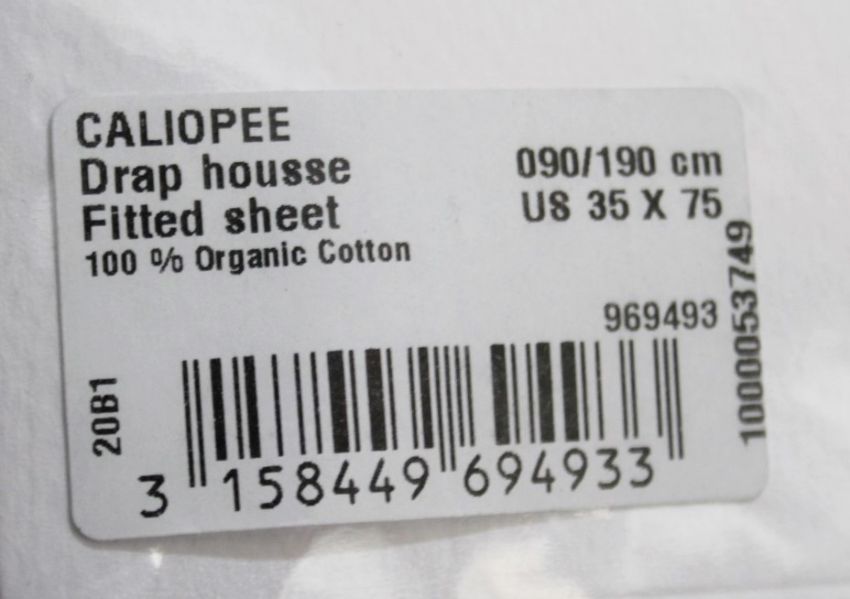 CALIOPEE
Drap housse
Fitted sheet
100 % Organic Cotton
090/190 cm
US 35 X 75
969493
1000053749
20B1
3 158449 694933